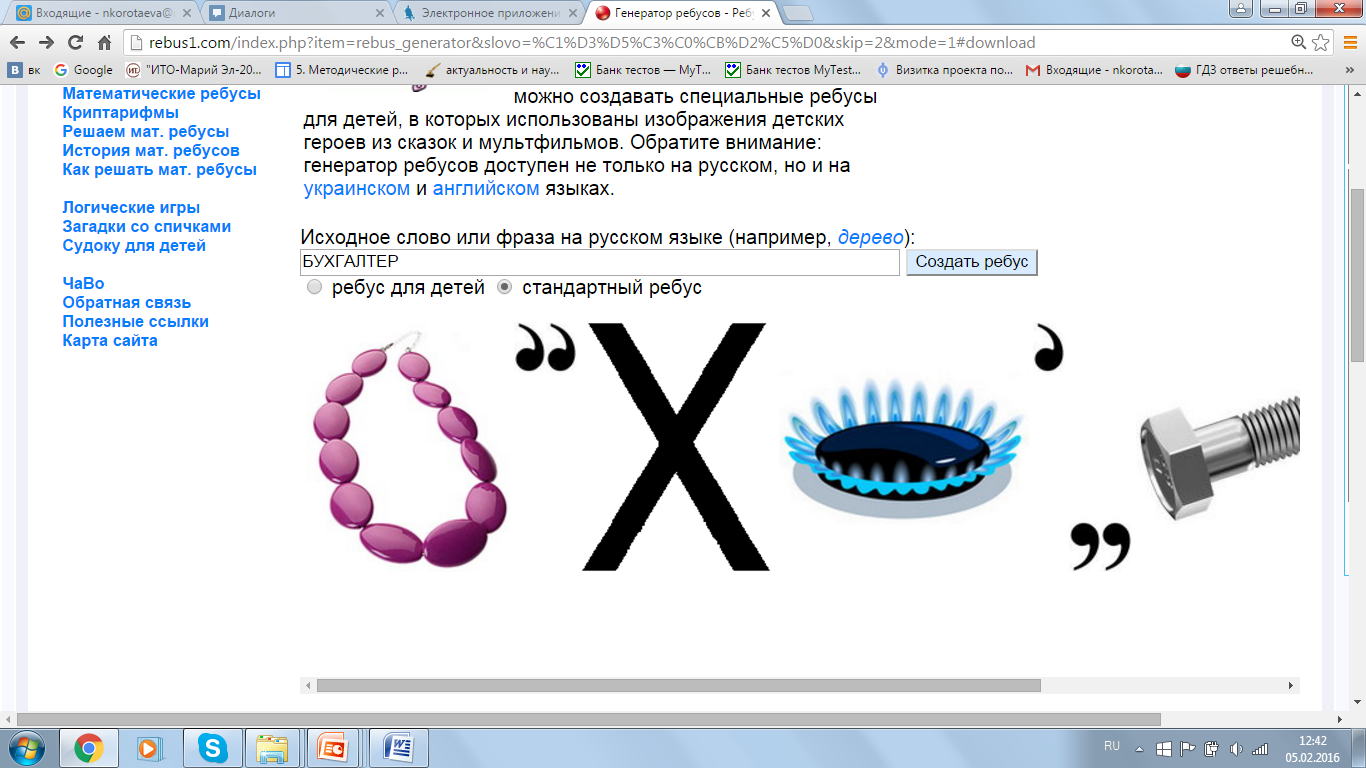 Входящие - nkorotaeva@
Диалоги
Электронное приложени
Генератор ребусов - Реб
rebus1.com/index.php?item=rebus_generator&slovo=%C1%D3%D5%C3%C0%CB%D2%C5%D0&skip=2&mode=1#download
вк
Google
"ИТО-Марий Эл-20...
5. Методические р...
актуальность и нау...
Банк тестов — MyT...
Банк тестов MyTest...
Визитка проекта по...
Входящие - nkorota...
ГДЗ ответы решебн...
»
Математические ребусы
Криптарифмы
Решаем мат. ребусы
История мат. ребусов
Как решать мат. ребусы
Логические игры
Загадки со спичками
Судоку для детей
ЧаВо
Обратная связь
Полезные ссылки
Карта сайта
можно создавать специальные ребусы
для детей, в которых использованы изображения детских
героев из сказок и мультфильмов. Обратите внимание:
генератор ребусов доступен не только на русском, но и на
украинском и английском языках.
Исходное слово или фраза на русском языке (например, дерево):
БУХГАЛТЕР
Создать ребус
ребус для детей
стандартный ребус
,, Х ,
,,
RU
12:42
05.02.2016